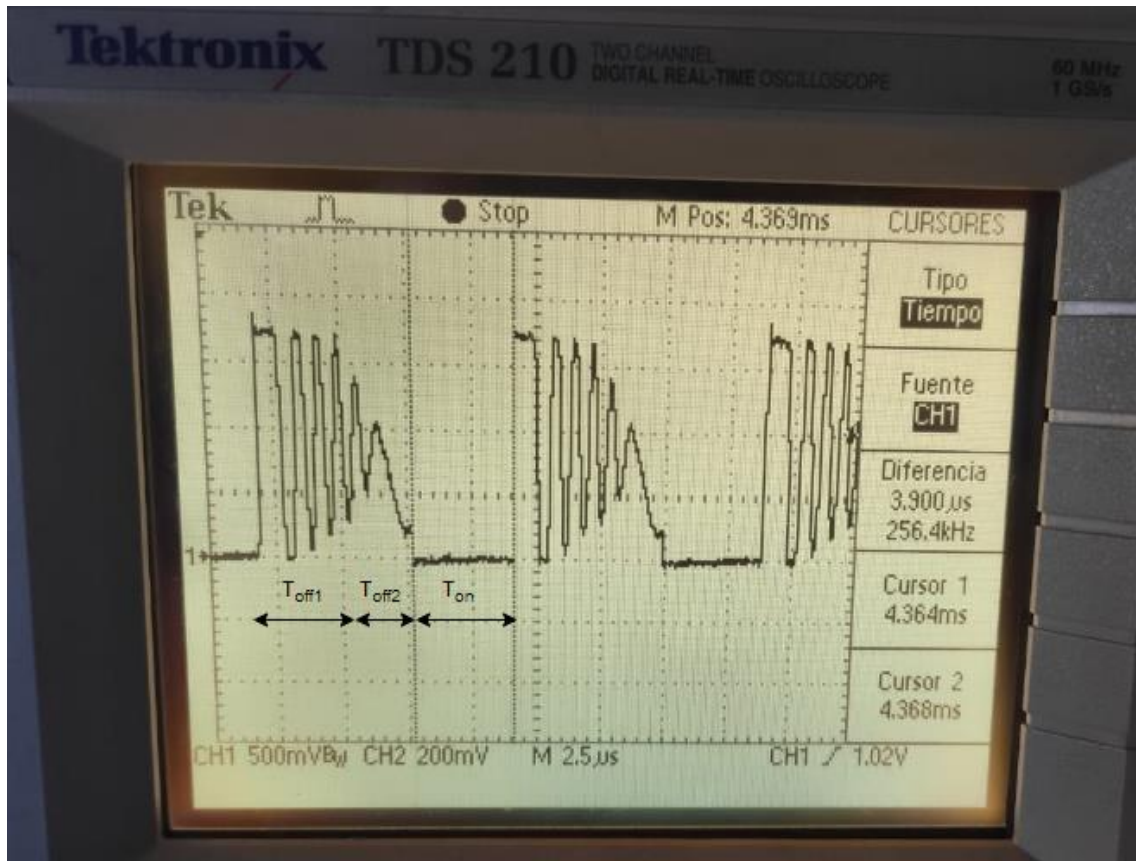 Tektronix TDS 210 TWO CHANNEL
DIGITAL REAL-TIME OSCILLOSCOPE
60 MHz
1 GS/s
Tek Stop M Pos: 4.369ms CURSORES
Tipo
Tiempo
Fuente
CH1
Diferencia
3.900µs
256.4kHz
Cursor 1
4.364ms
Cursor 2
4.368ms
1
Toff1 Toff2 Ton
CH1 500mVBW CH2 200mV M 2.5µs CH1 1.02V